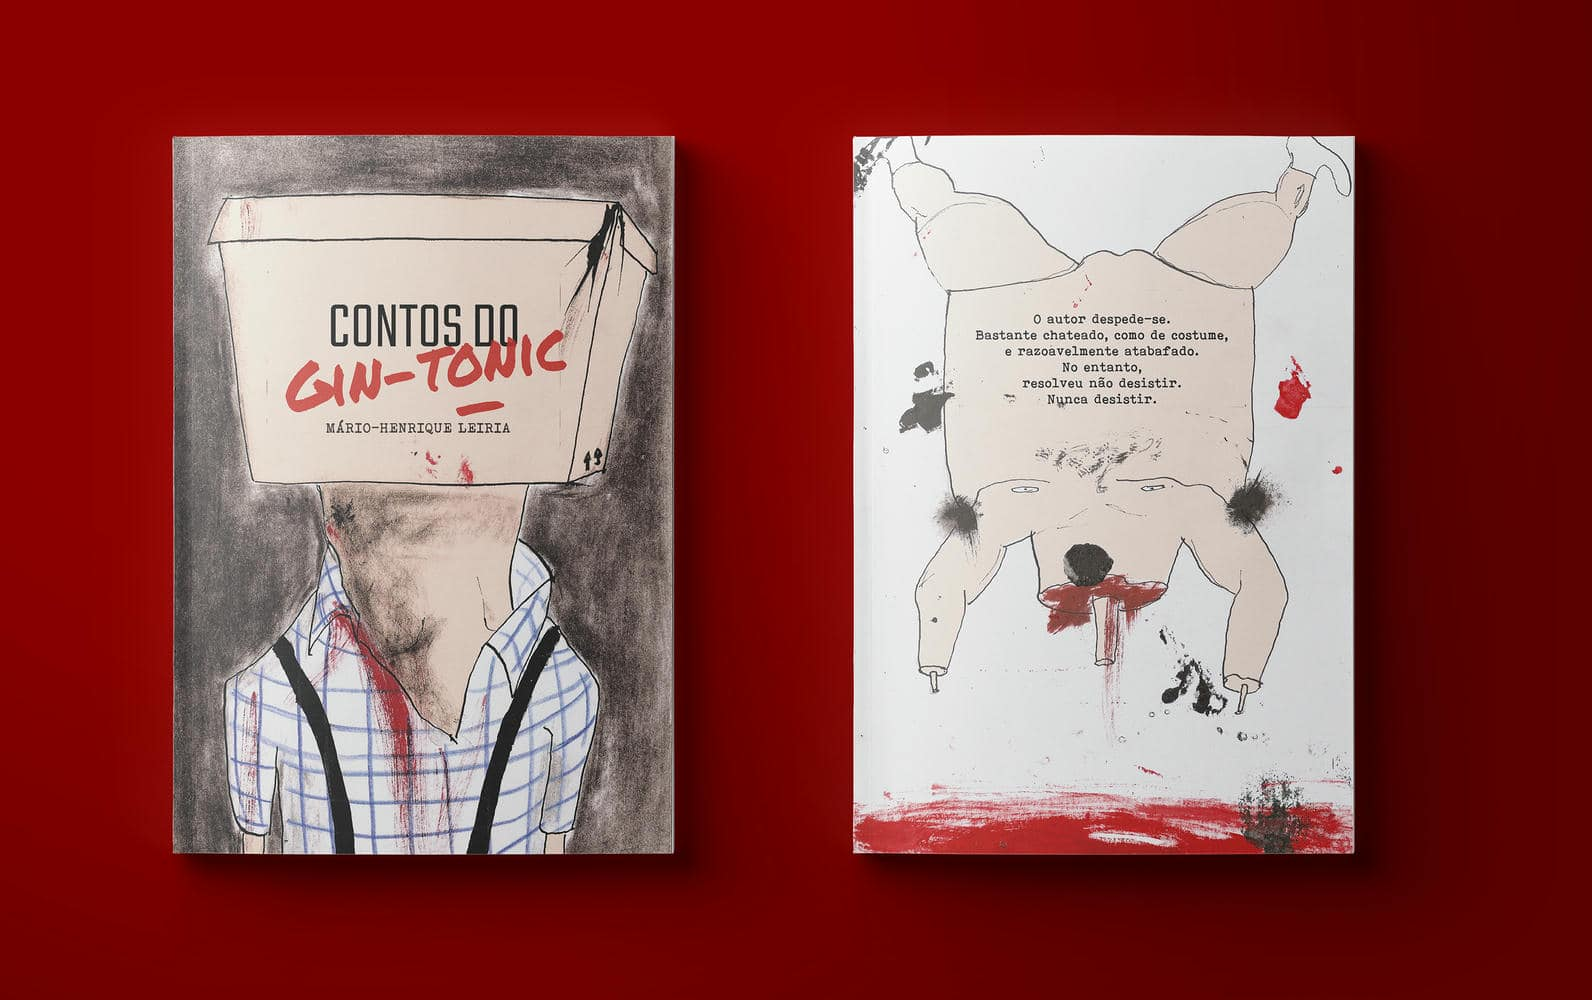 CONTOS DO
GIN-TONIC
MÁRIO-HENRIQUE LEIRIA
O autor despede-se.
Bastante chateado, como de costume,
e razoavelmente atabafado.
No entanto,
resolveu não desistir.
Nunca desistir.